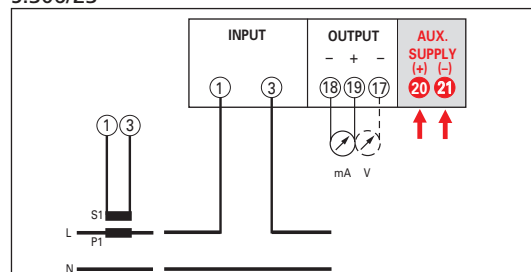 INPUT
OUTPUT
AUX. SUPPLY
– + –
(+) (–)
1 3
18 19 17
20 21
1 3
mA V
S1
L
P1
N